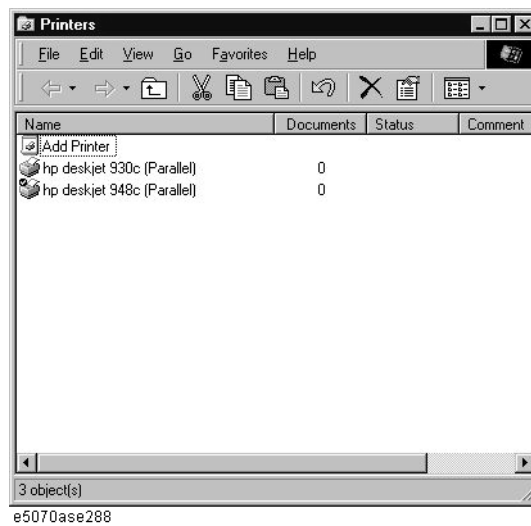 Printers
File Edit View Go Favorites Help
Name Documents Status Comment
Add Printer
hp deskjet 930c (Parallel) 0
hp deskjet 948c (Parallel) 0
3 object(s)
e5070ase288